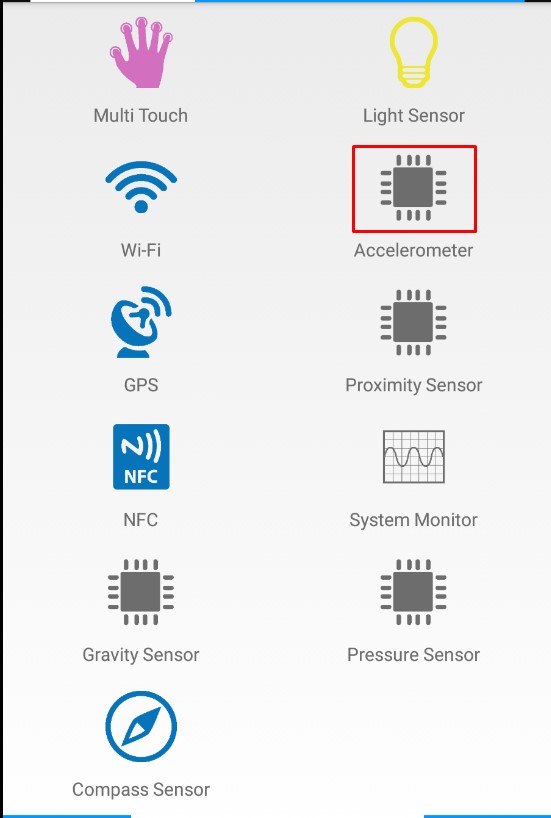 Multi Touch
Light Sensor
Wi-Fi
Accelerometer
GPS
Proximity Sensor
NFC
NFC
System Monitor
Gravity Sensor
Pressure Sensor
Compass Sensor